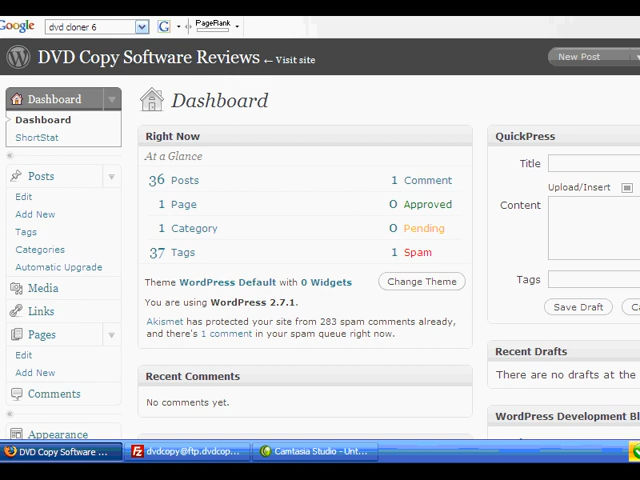 Google dvd cloner 6 G PageRank
DVD Copy Software Reviews ← Visit site
New Post
Dashboard
Dashboard
ShortStat
Posts
Edit
Add New
Tags
Categories
Automatic Upgrade
Media
Links
Pages
Edit
Add New
Comments
Appearance
Dashboard
Right Now
At a Glance
36 Posts 1 Comment
1 Page 0 Approved
1 Category 0 Pending
37 Tags 1 Spam
Theme WordPress Default with 0 Widgets Change Theme
You are using WordPress 2.7.1.
Akismet has protected your site from 283 spam comments already,
and there's 1 comment in your spam queue right now.
Recent Comments
No comments yet.
QuickPress
Title
Upload/Insert
Content
Tags
Save Draft Ca
Recent Drafts
There are no drafts at the
WordPress Development Bl
DVD Copy Software ... dvdcopy@ftp.dvdcop... Camtasia Studio - Unt...